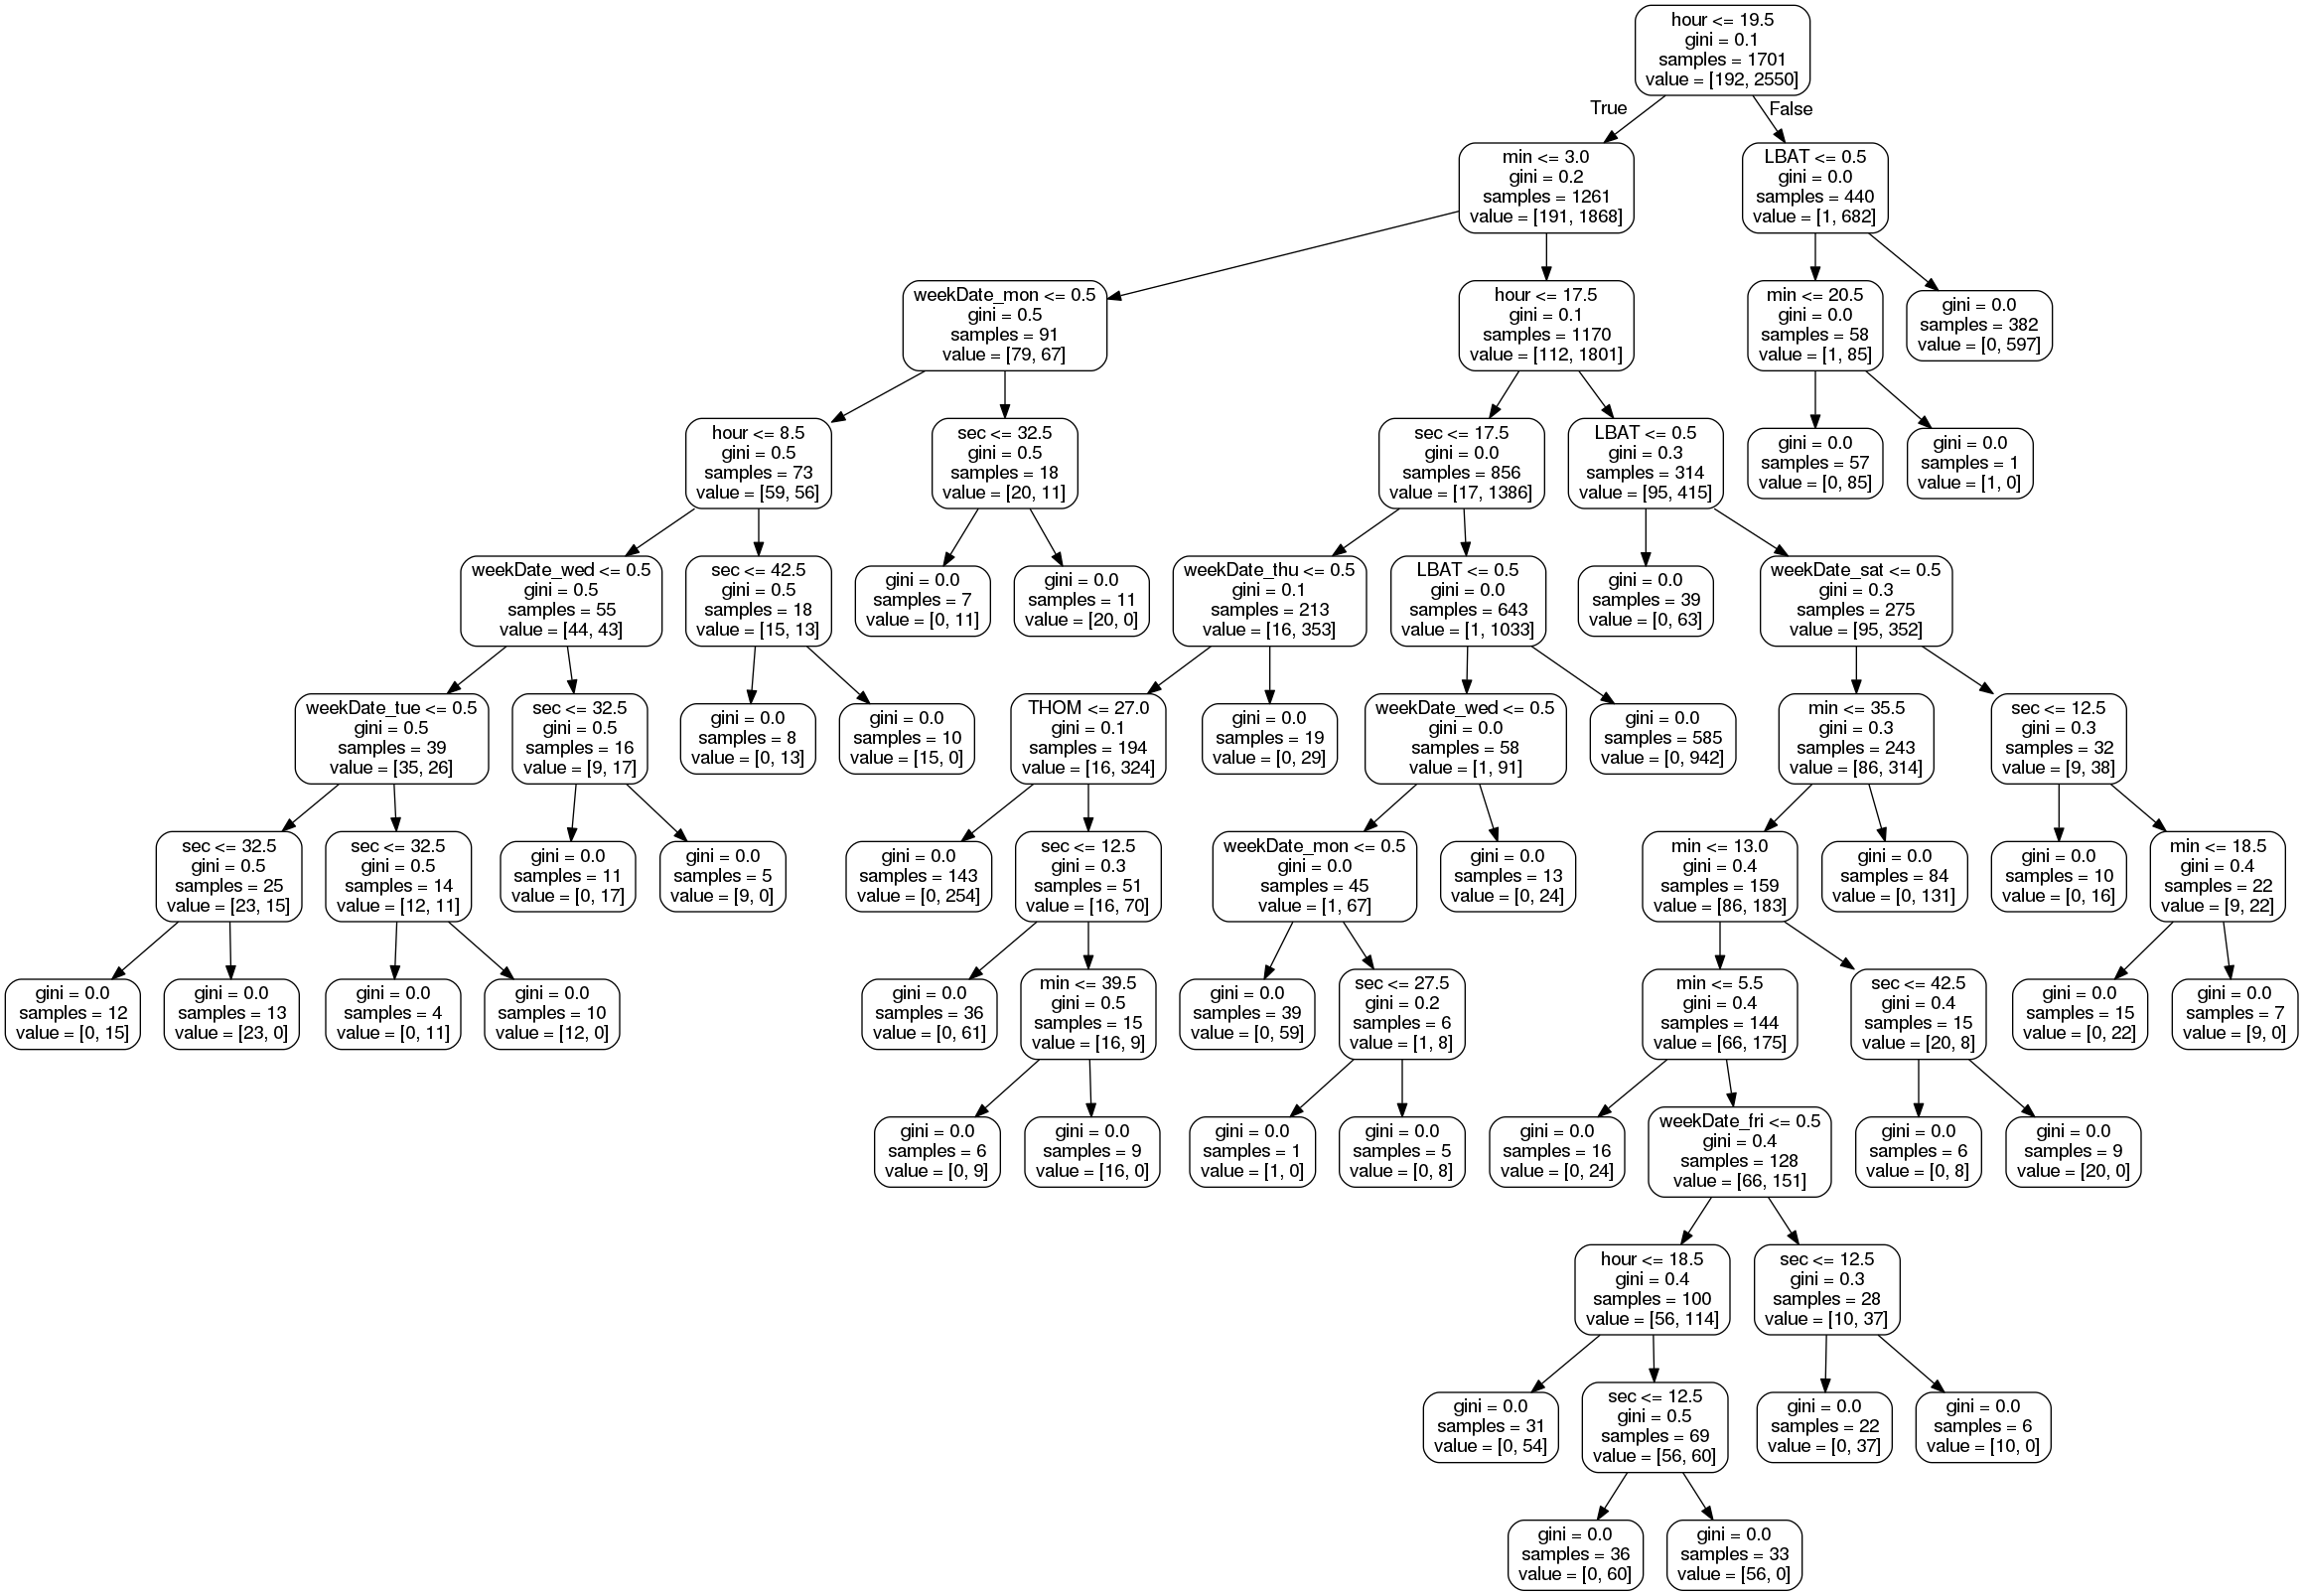 hour <= 19.5
gini = 0.1
samples = 1701
value = [192, 2550]
True
False
min <= 3.0
gini = 0.2
samples = 1261
value = [191, 1868]
LBAT <= 0.5
gini = 0.0
samples = 440
value = [1, 682]
weekDate_mon <= 0.5
gini = 0.5
samples = 91
value = [79, 67]
hour <= 17.5
gini = 0.1
samples = 1170
value = [112, 1801]
min <= 20.5
gini = 0.0
samples = 58
value = [1, 85]
gini = 0.0
samples = 382
value = [0, 597]
hour <= 8.5
gini = 0.5
samples = 73
value = [59, 56]
sec <= 32.5
gini = 0.5
samples = 18
value = [20, 11]
sec <= 17.5
gini = 0.0
samples = 856
value = [17, 1386]
LBAT <= 0.5
gini = 0.3
samples = 314
value = [95, 415]
gini = 0.0
samples = 57
value = [0, 85]
gini = 0.0
samples = 1
value = [1, 0]
weekDate_wed <= 0.5
gini = 0.5
samples = 55
value = [44, 43]
sec <= 42.5
gini = 0.5
samples = 18
value = [15, 13]
gini = 0.0
samples = 7
value = [0, 11]
gini = 0.0
samples = 11
value = [20, 0]
weekDate_thu <= 0.5
gini = 0.1
samples = 213
value = [16, 353]
LBAT <= 0.5
gini = 0.0
samples = 643
value = [1, 1033]
gini = 0.0
samples = 39
value = [0, 63]
weekDate_sat <= 0.5
gini = 0.3
samples = 275
value = [95, 352]
weekDate_tue <= 0.5
gini = 0.5
samples = 39
value = [35, 26]
sec <= 32.5
gini = 0.5
samples = 16
value = [9, 17]
gini = 0.0
samples = 8
value = [0, 13]
gini = 0.0
samples = 10
value = [15, 0]
THOM <= 27.0
gini = 0.1
samples = 194
value = [16, 324]
gini = 0.0
samples = 19
value = [0, 29]
weekDate_wed <= 0.5
gini = 0.0
samples = 58
value = [1, 91]
gini = 0.0
samples = 585
value = [0, 942]
min <= 35.5
gini = 0.3
samples = 243
value = [86, 314]
sec <= 12.5
gini = 0.3
samples = 32
value = [9, 38]
sec <= 32.5
gini = 0.5
samples = 25
value = [23, 15]
sec <= 32.5
gini = 0.5
samples = 14
value = [12, 11]
gini = 0.0
samples = 11
value = [0, 17]
gini = 0.0
samples = 5
value = [9, 0]
gini = 0.0
samples = 143
value = [0, 254]
sec <= 12.5
gini = 0.3
samples = 51
value = [16, 70]
weekDate_mon <= 0.5
gini = 0.0
samples = 45
value = [1, 67]
gini = 0.0
samples = 13
value = [0, 24]
min <= 13.0
gini = 0.4
samples = 159
value = [86, 183]
gini = 0.0
samples = 84
value = [0, 131]
gini = 0.0
samples = 10
value = [0, 16]
min <= 18.5
gini = 0.4
samples = 22
value = [9, 22]
gini = 0.0
samples = 12
value = [0, 15]
gini = 0.0
samples = 13
value = [23, 0]
gini = 0.0
samples = 4
value = [0, 11]
gini = 0.0
samples = 10
value = [12, 0]
gini = 0.0
samples = 36
value = [0, 61]
min <= 39.5
gini = 0.5
samples = 15
value = [16, 9]
gini = 0.0
samples = 39
value = [0, 59]
sec <= 27.5
gini = 0.2
samples = 6
value = [1, 8]
min <= 5.5
gini = 0.4
samples = 144
value = [66, 175]
sec <= 42.5
gini = 0.4
samples = 15
value = [20, 8]
gini = 0.0
samples = 15
value = [0, 22]
gini = 0.0
samples = 7
value = [9, 0]
gini = 0.0
samples = 6
value = [0, 9]
gini = 0.0
samples = 9
value = [16, 0]
gini = 0.0
samples = 1
value = [1, 0]
gini = 0.0
samples = 5
value = [0, 8]
gini = 0.0
samples = 16
value = [0, 24]
weekDate_fri <= 0.5
gini = 0.4
samples = 128
value = [66, 151]
gini = 0.0
samples = 6
value = [0, 8]
gini = 0.0
samples = 9
value = [20, 0]
hour <= 18.5
gini = 0.4
samples = 100
value = [56, 114]
sec <= 12.5
gini = 0.3
samples = 28
value = [10, 37]
gini = 0.0
samples = 31
value = [0, 54]
sec <= 12.5
gini = 0.5
samples = 69
value = [56, 60]
gini = 0.0
samples = 22
value = [0, 37]
gini = 0.0
samples = 6
value = [10, 0]
gini = 0.0
samples = 36
value = [0, 60]
gini = 0.0
samples = 33
value = [56, 0]